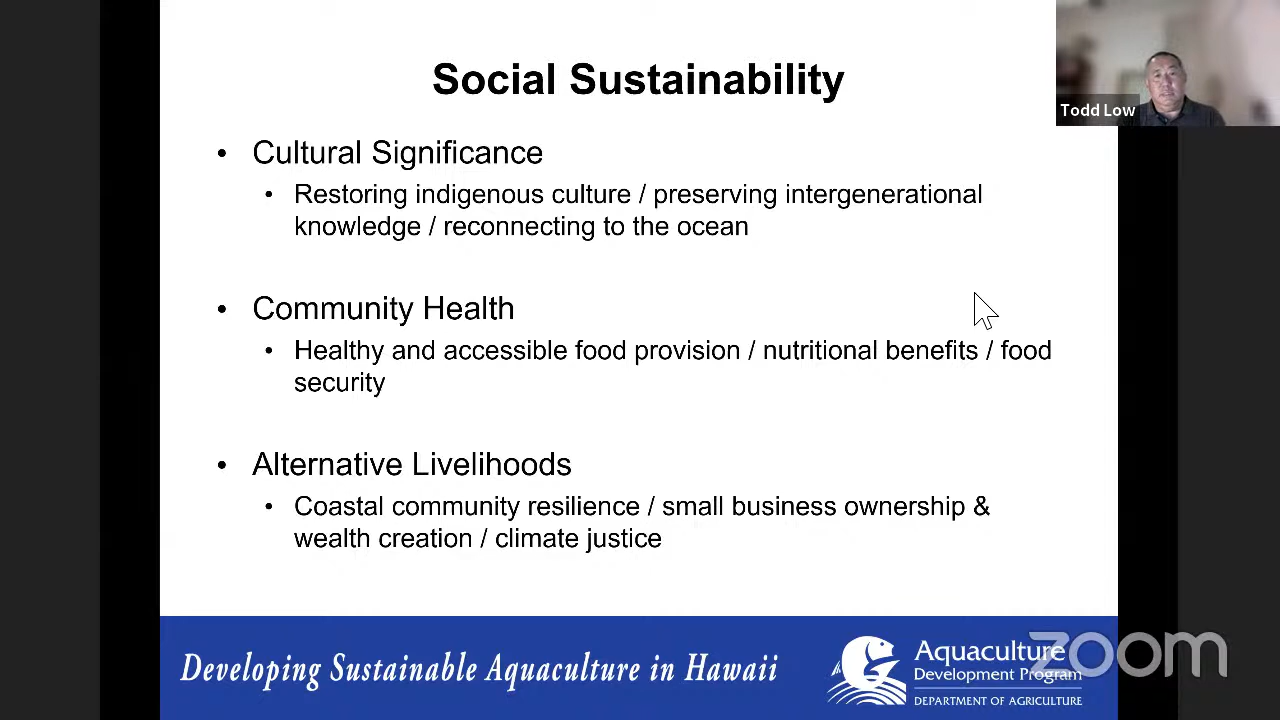 Social Sustainability
Todd Low
• Cultural Significance
• Restoring indigenous culture / preserving intergenerational
knowledge / reconnecting to the ocean
• Community Health
• Healthy and accessible food provision / nutritional benefits / food
security
• Alternative Livelihoods
• Coastal community resilience / small business ownership &
wealth creation / climate justice
Developing Sustainable Aquaculture in Hawaii
Aquaculture
Development Program
DEPARTMENT OF AGRICULTURE
zoom